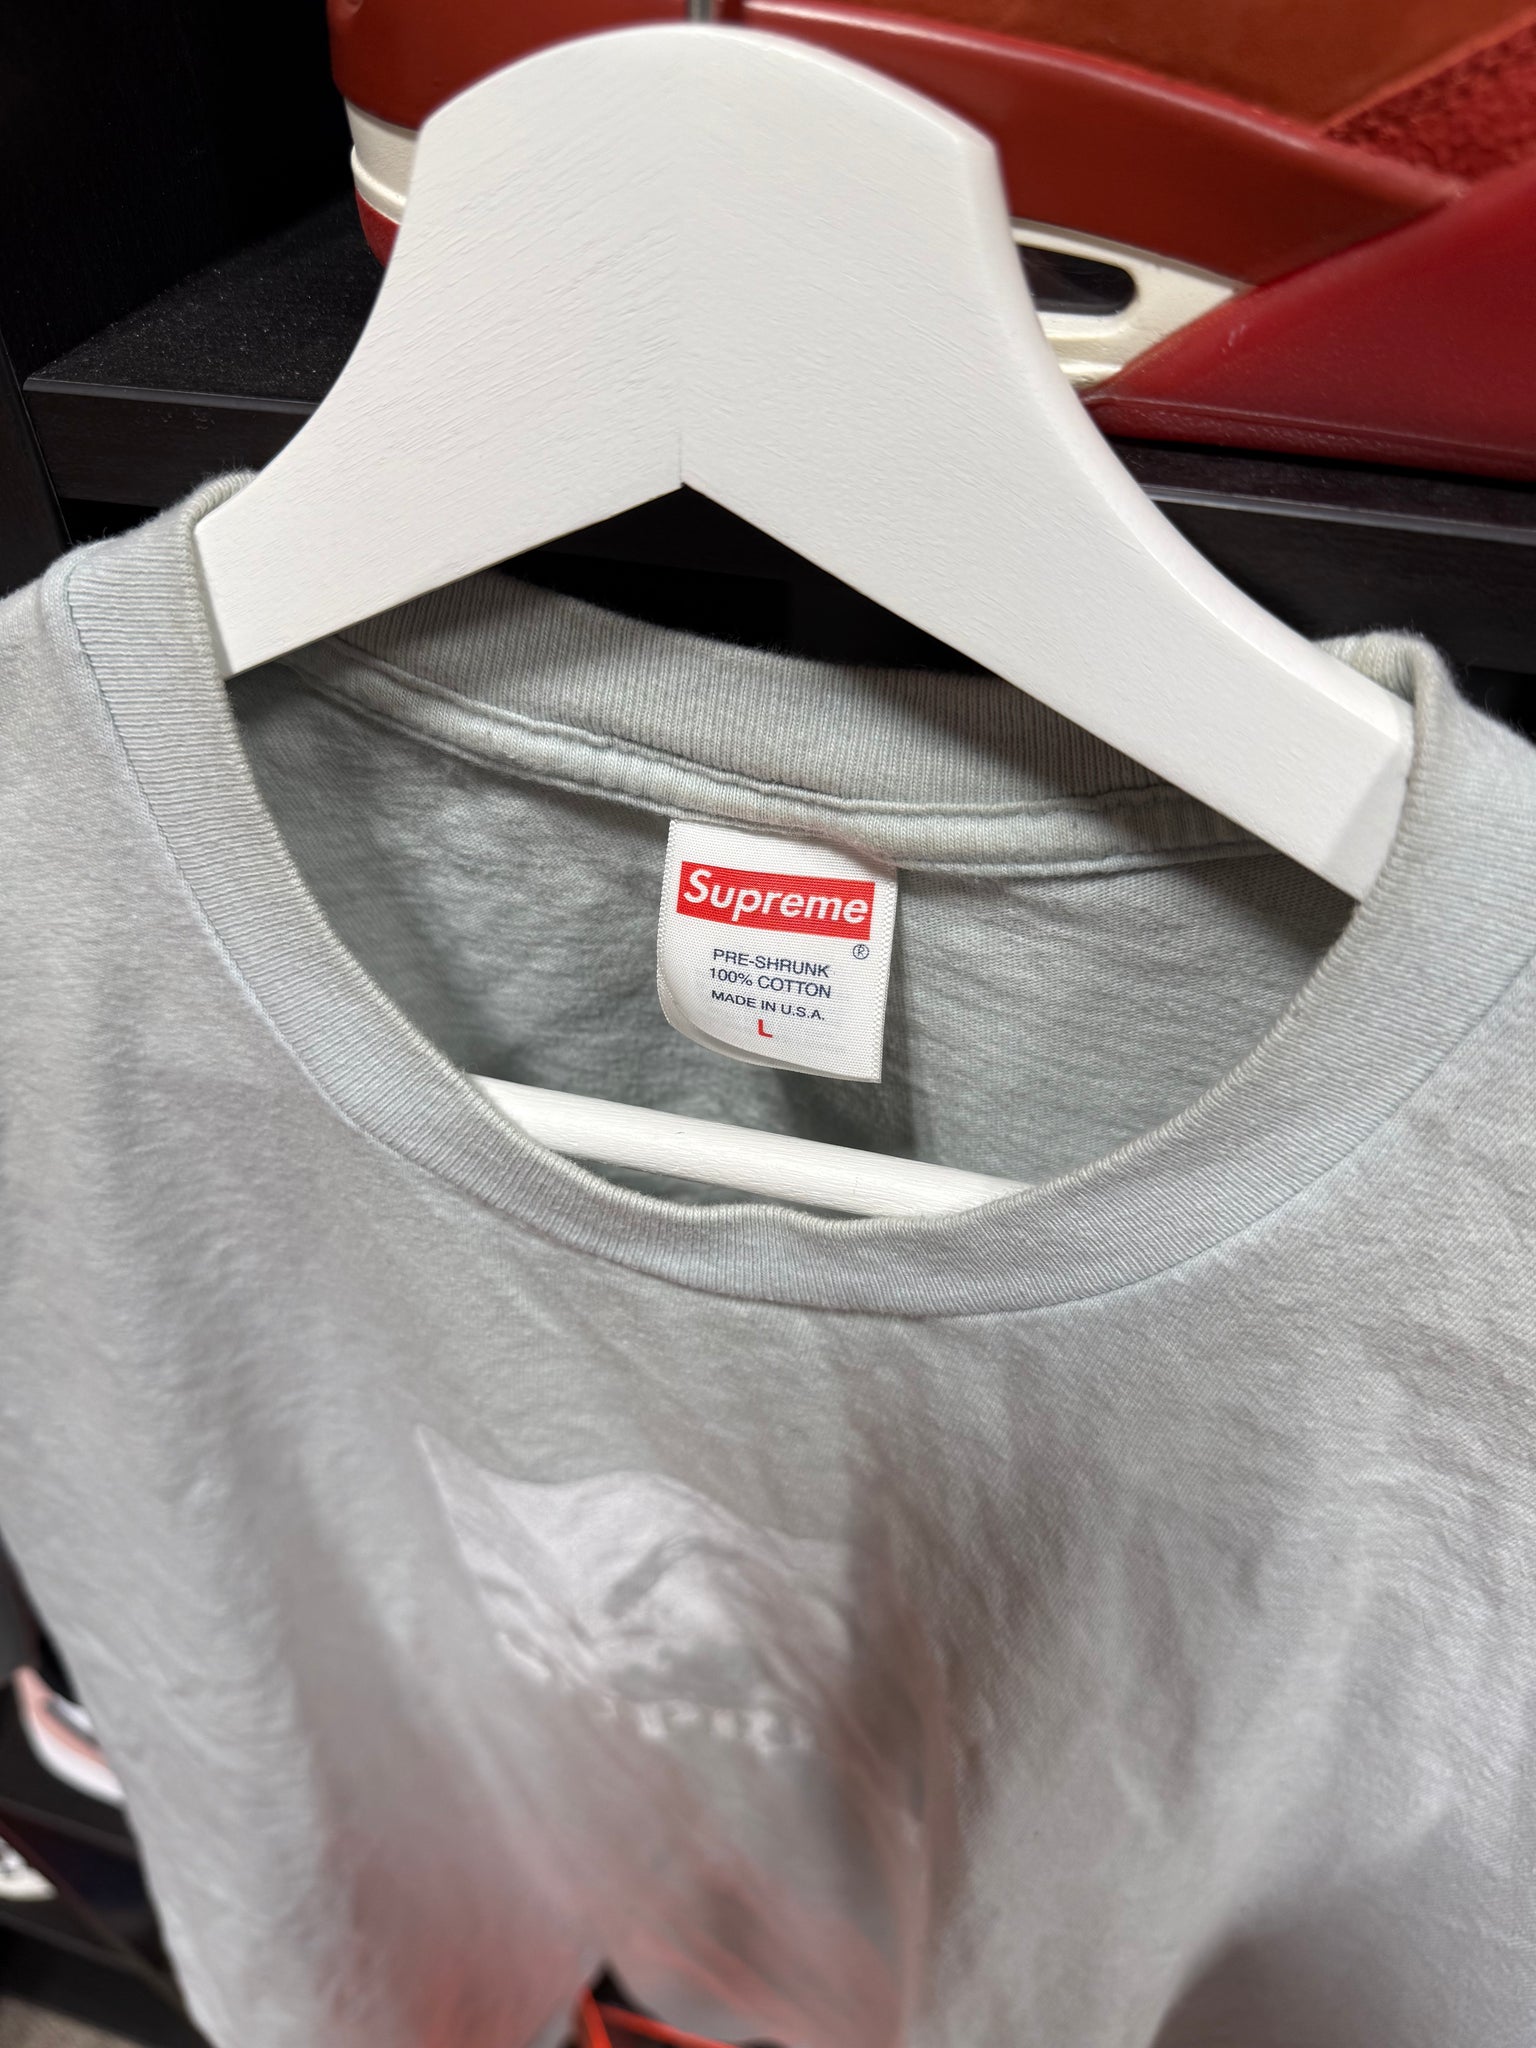 Supreme
®
PRE-SHRUNK
100% COTTON
MADE IN U.S.A.
L